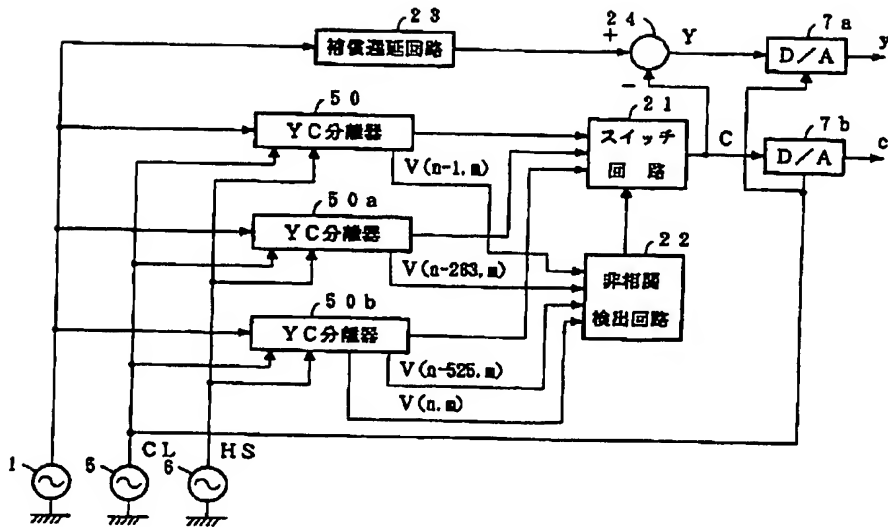 23
補償遅延回路
24
+
−
Y
7a
D/A
y
50
YC分離器
V(n-1.m)
21
スイッチ
回路
C
7b
D/A
c
50a
YC分離器
V(n-263.m)
22
非相関
検出回路
50b
YC分離器
V(n-525.m)
V(n.m)
1
5
CL
6
HS